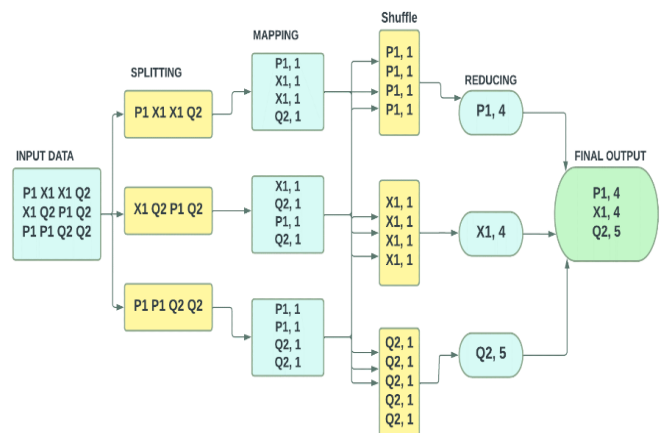 INPUT DATA
P1 X1 X1 Q2
X1 Q2 P1 Q2
P1 P1 Q2 Q2
SPLITTING
P1 X1 X1 Q2
X1 Q2 P1 Q2
P1 P1 Q2 Q2
MAPPING
P1, 1
X1, 1
X1, 1
Q2, 1
X1, 1
Q2, 1
P1, 1
Q2, 1
P1, 1
P1, 1
Q2, 1
Q2, 1
Shuffle
P1, 1
P1, 1
P1, 1
P1, 1
X1, 1
X1, 1
X1, 1
X1, 1
Q2, 1
Q2, 1
Q2, 1
Q2, 1
Q2, 1
REDUCING
P1, 4
X1, 4
Q2, 5
FINAL OUTPUT
P1, 4
X1, 4
Q2, 5